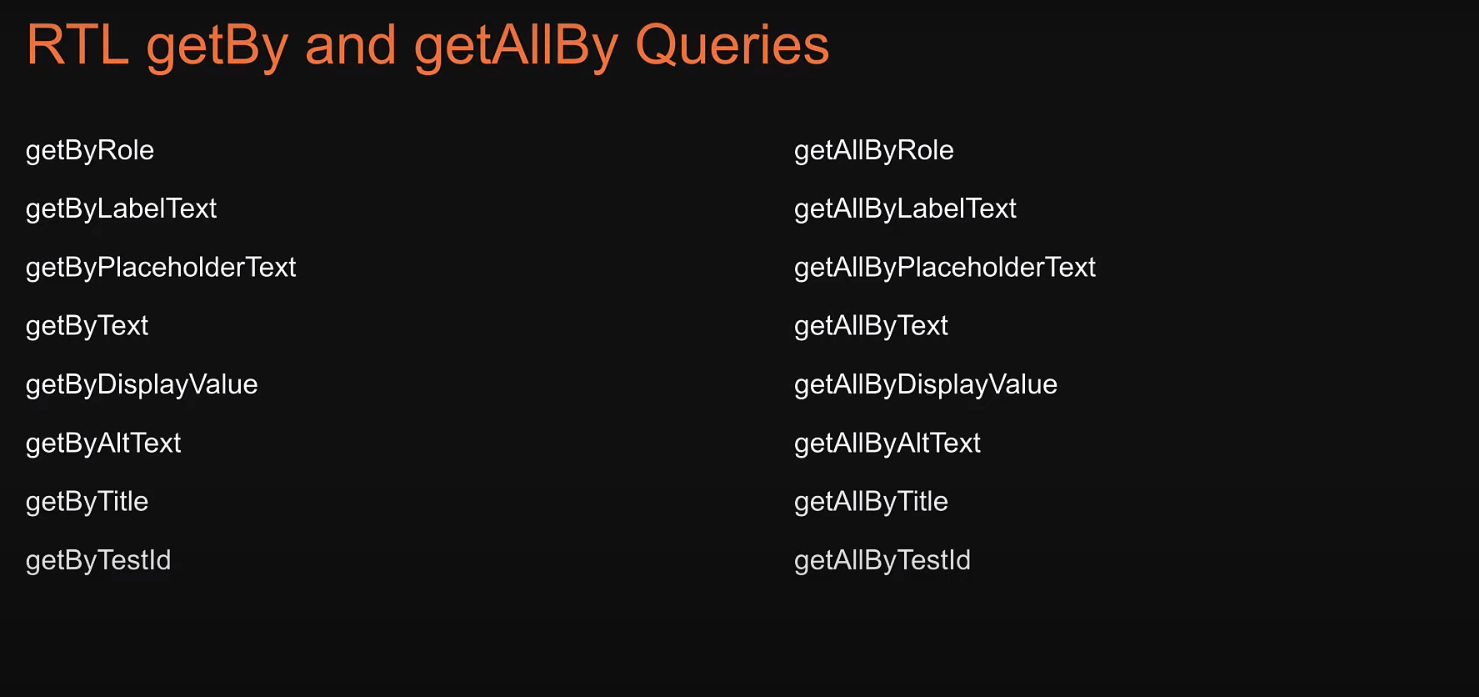 RTL getBy and getAllBy Queries
getByRole
getByLabelText
getByPlaceholderText
getByText
getByDisplayValue
getByAltText
getByTitle
getByTestId
getAllByRole
getAllByLabelText
getAllByPlaceholderText
getAllByText
getAllByDisplayValue
getAllByAltText
getAllByTitle
getAllByTestId